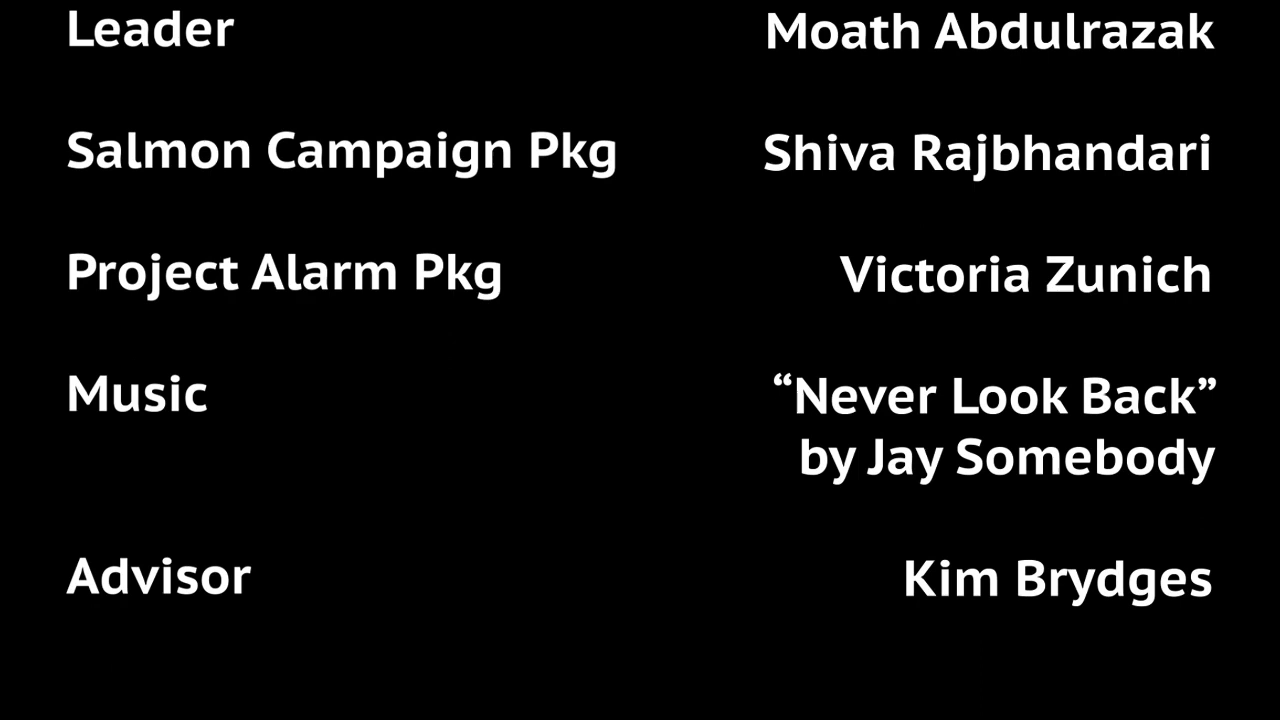 Leader Moath Abdulrazak
Salmon Campaign Pkg Shiva Rajbhandari
Project Alarm Pkg Victoria Zunich
Music “Never Look Back”
by Jay Somebody
Advisor Kim Brydges